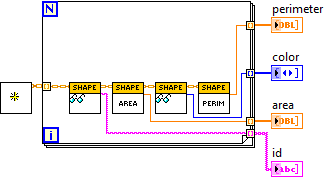 perimeter
N
DBL
color
SHAPE SHAPE SHAPE SHAPE
AREA PERIM
area
DBL
i
id
abc